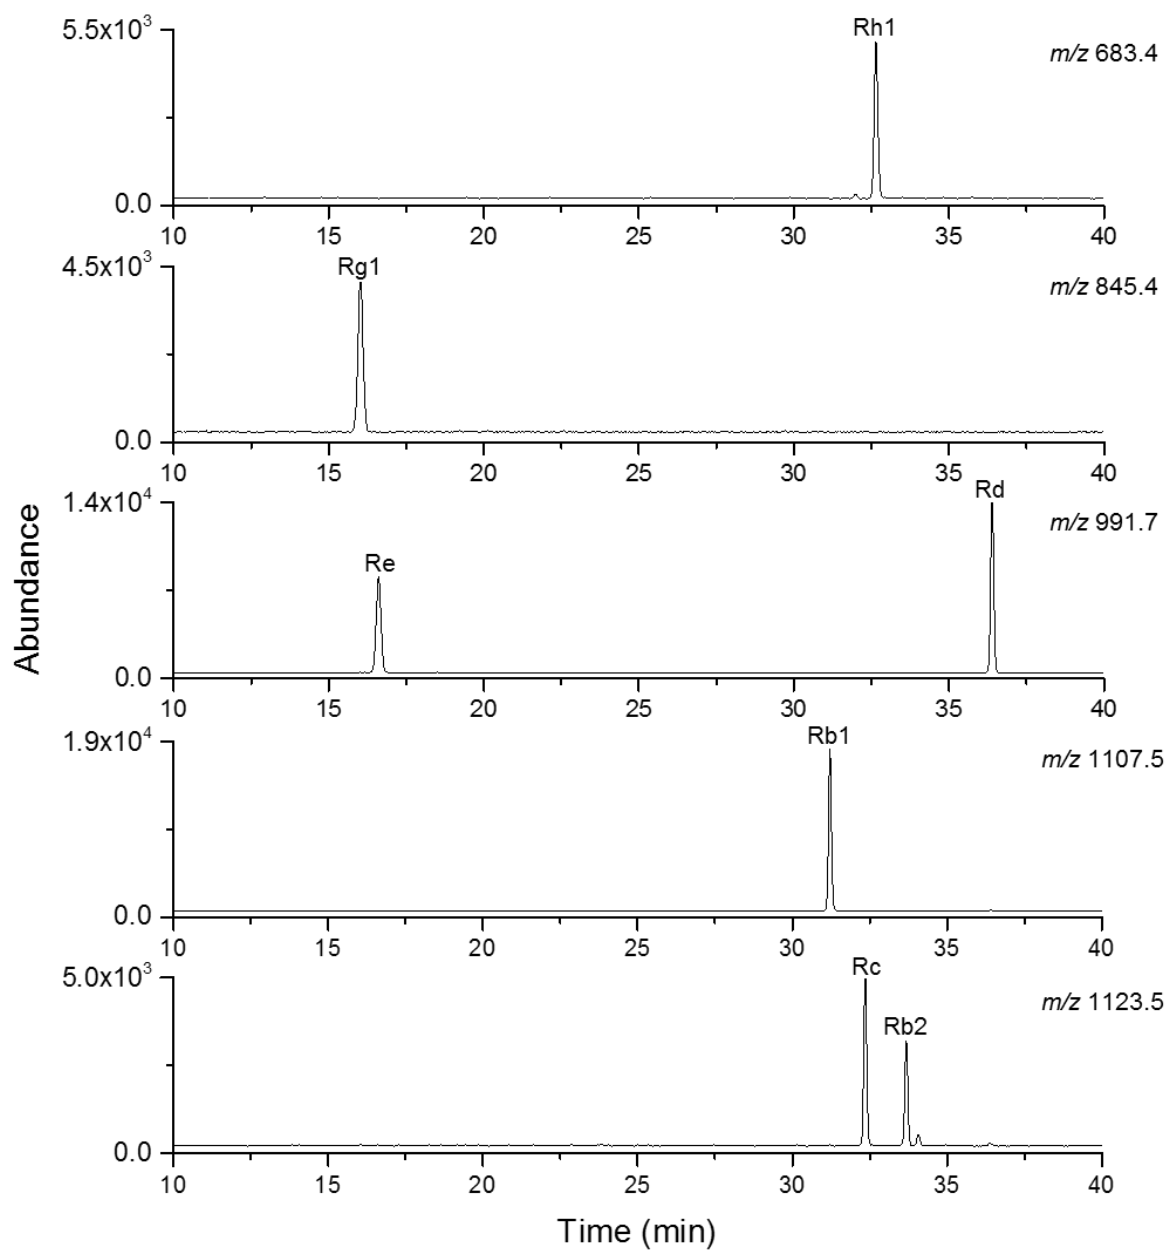 5.5x10³
Rh1
m/z 683.4
0.0
10 15 20 25 30 35 40
4.5x10³
Rg1
m/z 845.4
0.0
10 15 20 25 30 35 40
1.4x10⁴
Rd
m/z 991.7
Re
0.0
10 15 20 25 30 35 40
1.9x10⁴
Rb1
m/z 1107.5
0.0
10 15 20 25 30 35 40
5.0x10³
Rc
m/z 1123.5
Rb2
0.0
10 15 20 25 30 35 40
Abundance
Time (min)